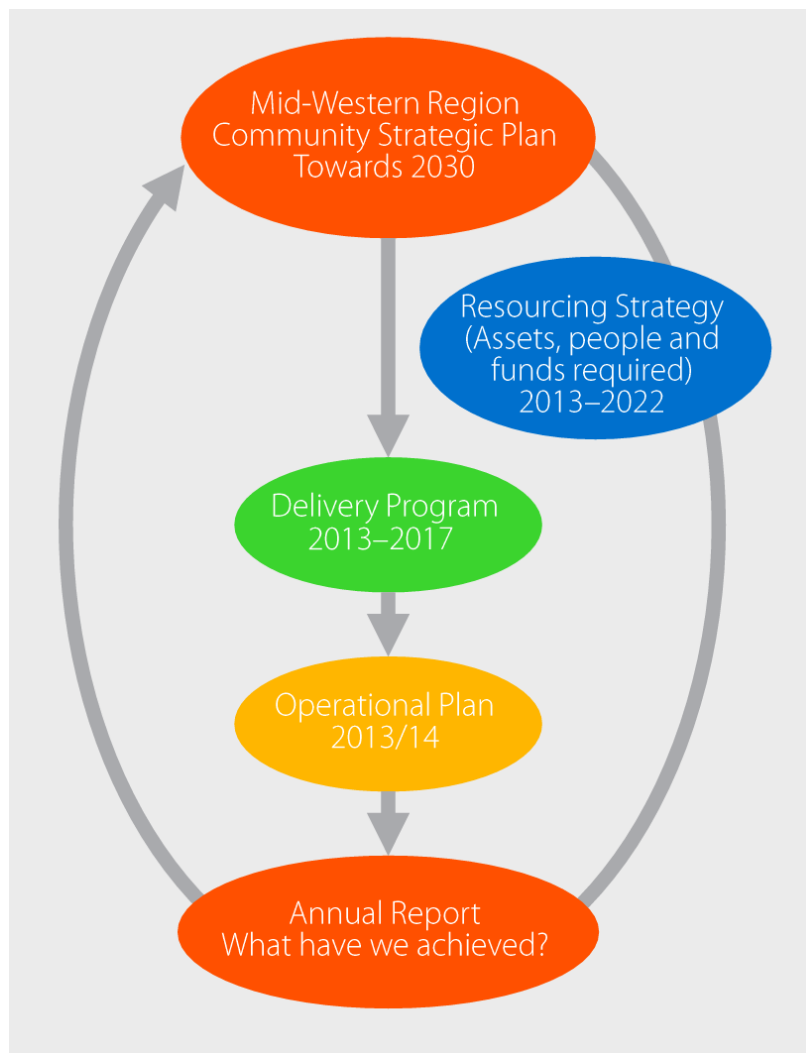 Mid-Western Region
Community Strategic Plan
Towards 2030
Resourcing Strategy
(Assets, people and
funds required)
2013–2022
Delivery Program
2013–2017
Operational Plan
2013/14
Annual Report
What have we achieved?